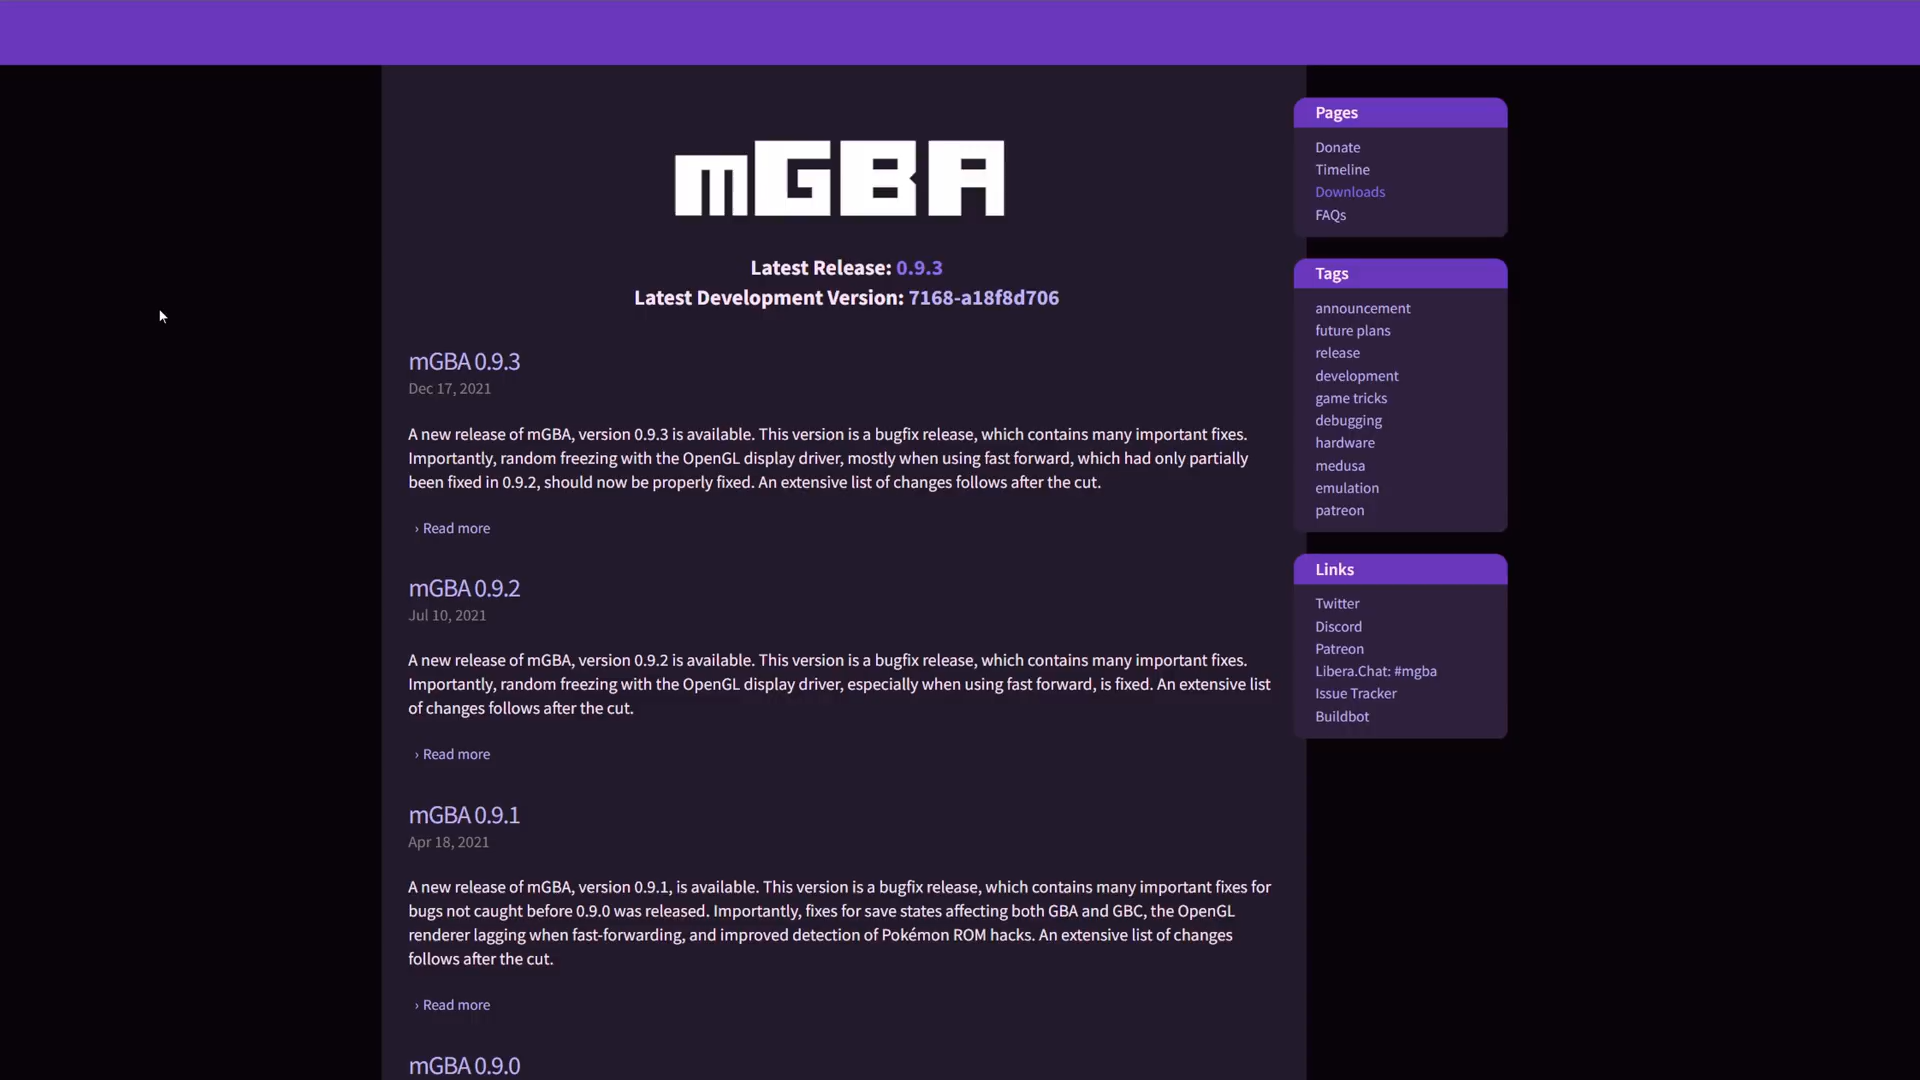 mGBA
Latest Release: 0.9.3
Latest Development Version: 7168-a18f8d706
mGBA 0.9.3
Dec 17, 2021
A new release of mGBA, version 0.9.3 is available. This version is a bugfix release, which contains many important fixes.
Importantly, random freezing with the OpenGL display driver, mostly when using fast forward, which had only partially
been fixed in 0.9.2, should now be properly fixed. An extensive list of changes follows after the cut.
› Read more
mGBA 0.9.2
Jul 10, 2021
A new release of mGBA, version 0.9.2 is available. This version is a bugfix release, which contains many important fixes.
Importantly, random freezing with the OpenGL display driver, especially when using fast forward, is fixed. An extensive list
of changes follows after the cut.
› Read more
mGBA 0.9.1
Apr 18, 2021
A new release of mGBA, version 0.9.1, is available. This version is a bugfix release, which contains many important fixes for
bugs not caught before 0.9.0 was released. Importantly, fixes for save states affecting both GBA and GBC, the OpenGL
renderer lagging when fast-forwarding, and improved detection of Pokémon ROM hacks. An extensive list of changes
follows after the cut.
› Read more
mGBA 0.9.0
Pages
Donate
Timeline
Downloads
FAQs
Tags
announcement
future plans
release
development
game tricks
debugging
hardware
medusa
emulation
patreon
Links
Twitter
Discord
Patreon
Libera.Chat: #mgba
Issue Tracker
Buildbot